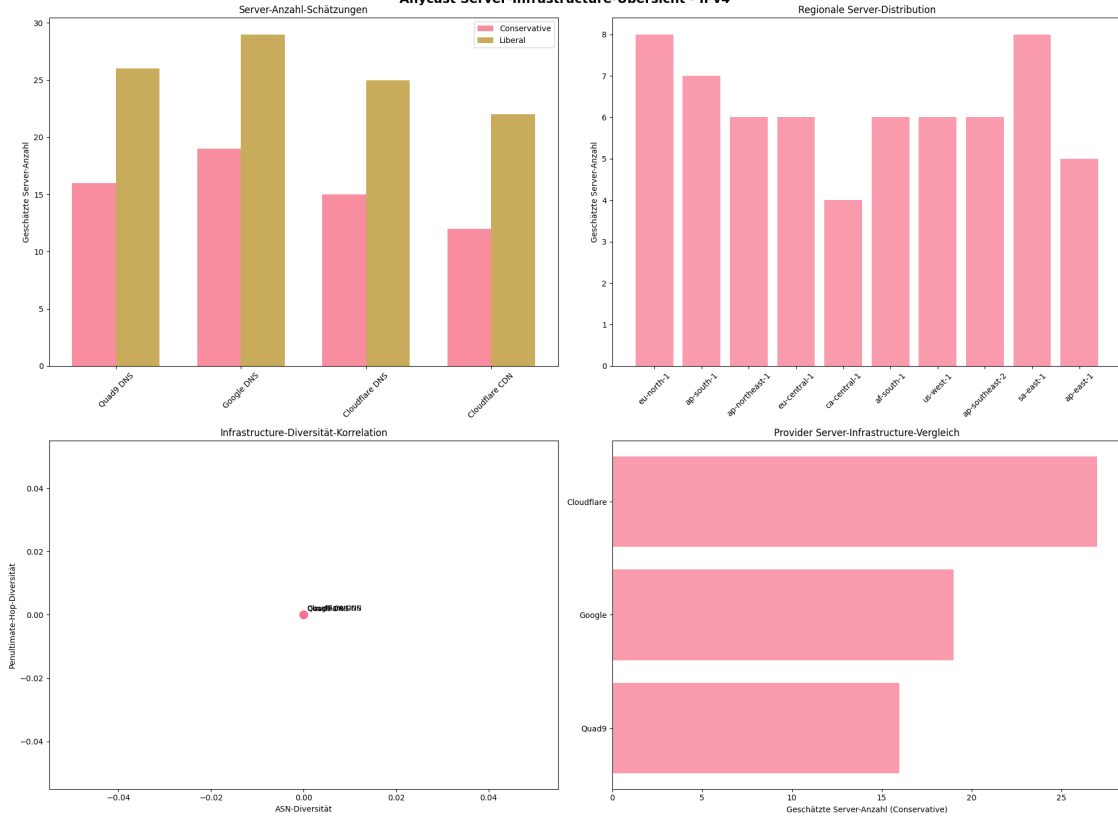 Anycast Server-Infrastructure-Übersicht - IPv4
Server-Anzahl-Schätzungen
Geschätzte Server-Anzahl
30
25
20
15
10
5
0
Conservative
Liberal
Quad9 DNS
Google DNS
Cloudflare DNS
Cloudflare CDN
Regionale Server-Distribution
Geschätzte Server-Anzahl
8
7
6
5
4
3
2
1
0
eu-north-1
ap-south-1
ap-northeast-1
eu-central-1
ca-central-1
af-south-1
us-west-1
ap-southeast-2
sa-east-1
ap-east-1
Infrastructure-Diversität-Korrelation
Penultimate-Hop-Diversität
0.04
0.02
0.00
−0.02
−0.04
−0.04
−0.02
0.00
0.02
0.04
ASN-Diversität
Provider Server-Infrastructure-Vergleich
Cloudflare
Google
Quad9
0
5
10
15
20
25
Geschätzte Server-Anzahl (Conservative)